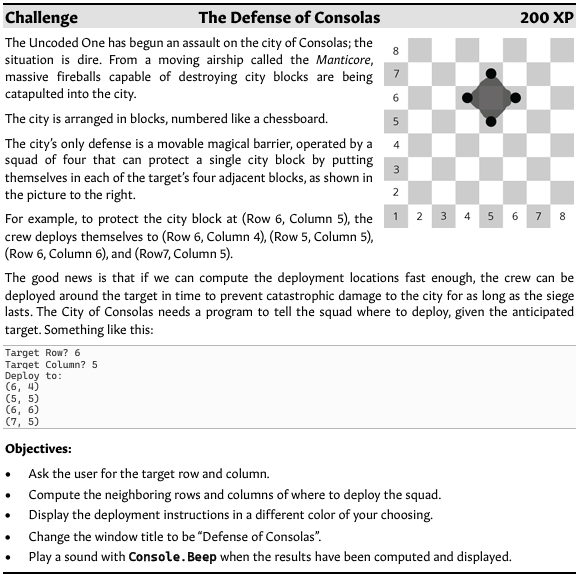 Challenge The Defense of Consolas 200 XP
The Uncoded One has begun an assault on the city of Consolas; the
situation is dire. From a moving airship called the Manticore,
massive fireballs capable of destroying city blocks are being
catapulted into the city.
The city is arranged in blocks, numbered like a chessboard.
The city's only defense is a movable magical barrier, operated by a
squad of four that can protect a single city block by putting
themselves in each of the target's four adjacent blocks, as shown in
the picture to the right.
For example, to protect the city block at (Row 6, Column 5), the
crew deploys themselves to (Row 6, Column 4), (Row 5, Column 5),
(Row 6, Column 6), and (Row7, Column 5).
8
7
6
5
4
3
2
1 2 3 4 5 6 7 8
The good news is that if we can compute the deployment locations fast enough, the crew can be
deployed around the target in time to prevent catastrophic damage to the city for as long as the siege
lasts. The City of Consolas needs a program to tell the squad where to deploy, given the anticipated
target. Something like this:
Target Row? 6
Target Column? 5
Deploy to:
(6, 4)
(5, 5)
(6, 6)
(7, 5)
Objectives:
• Ask the user for the target row and column.
• Compute the neighboring rows and columns of where to deploy the squad.
• Display the deployment instructions in a different color of your choosing.
• Change the window title to be "Defense of Consolas".
• Play a sound with Console.Beep when the results have been computed and displayed.